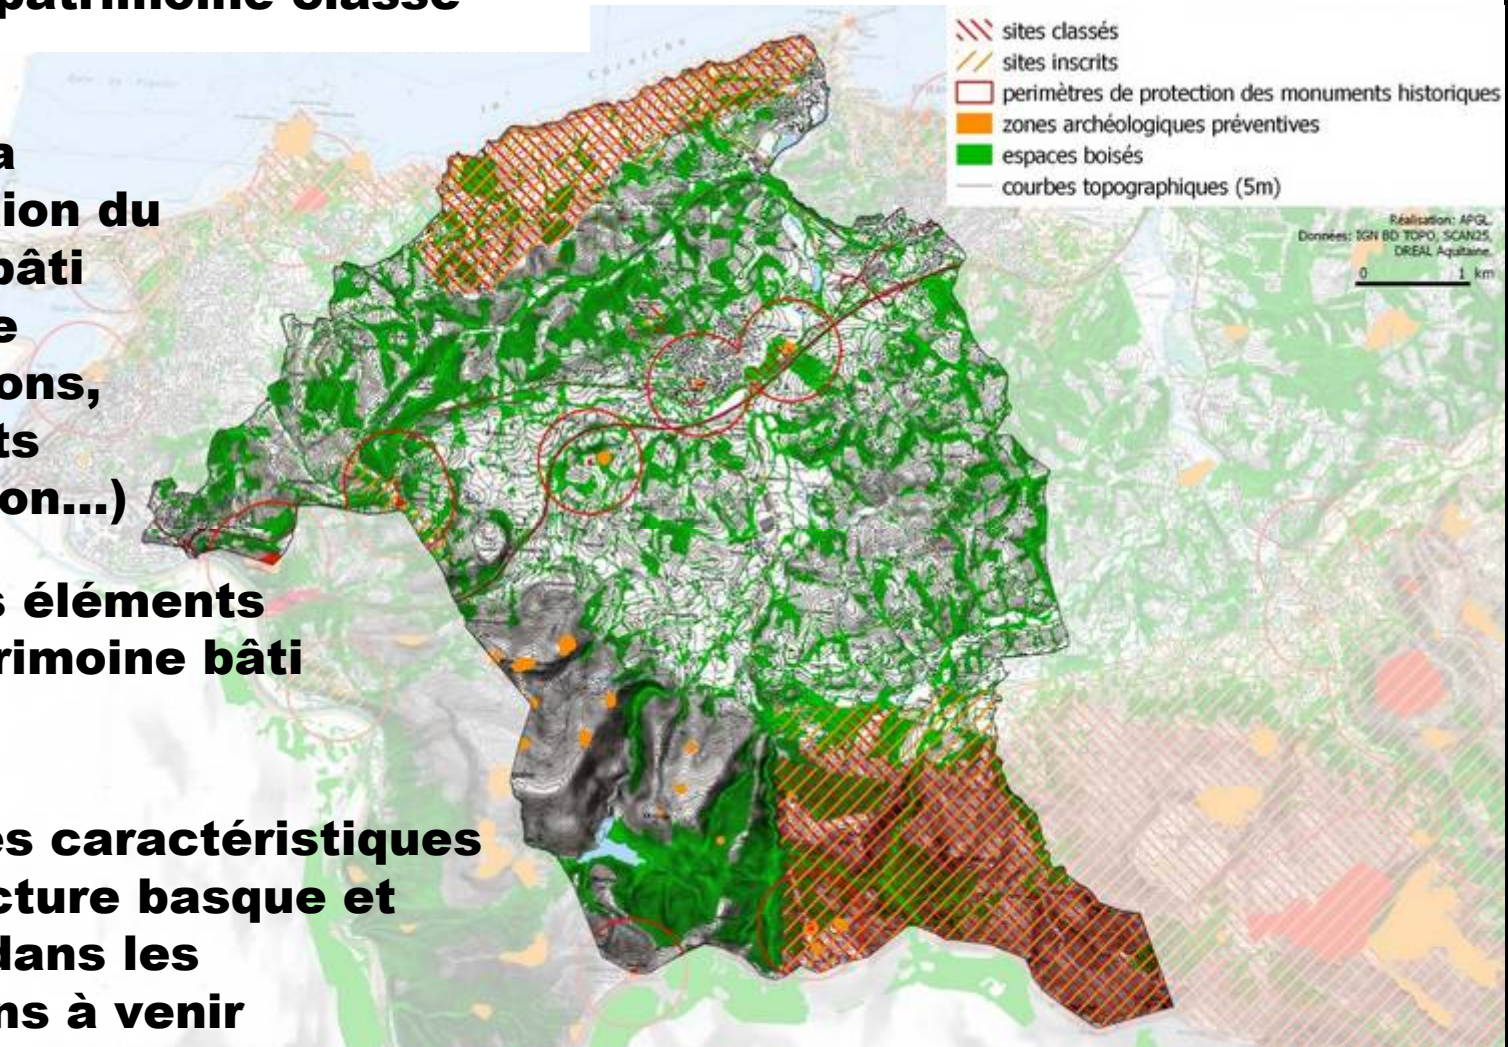 patrimoine classé
a
tion du
bâti
e
ons,
ts
on...)
s éléments
rimoine bâti
es caractéristiques
cture basque et
dans les
ns à venir
sites classés
sites inscrits
perimètres de protection des monuments historiques
zones archéologiques préventives
espaces boisés
courbes topographiques (5m)
Réalisation: APGL,
Données: IGN BD TOPO, SCAN25,
DREAL Aquitaine.
0 1 km